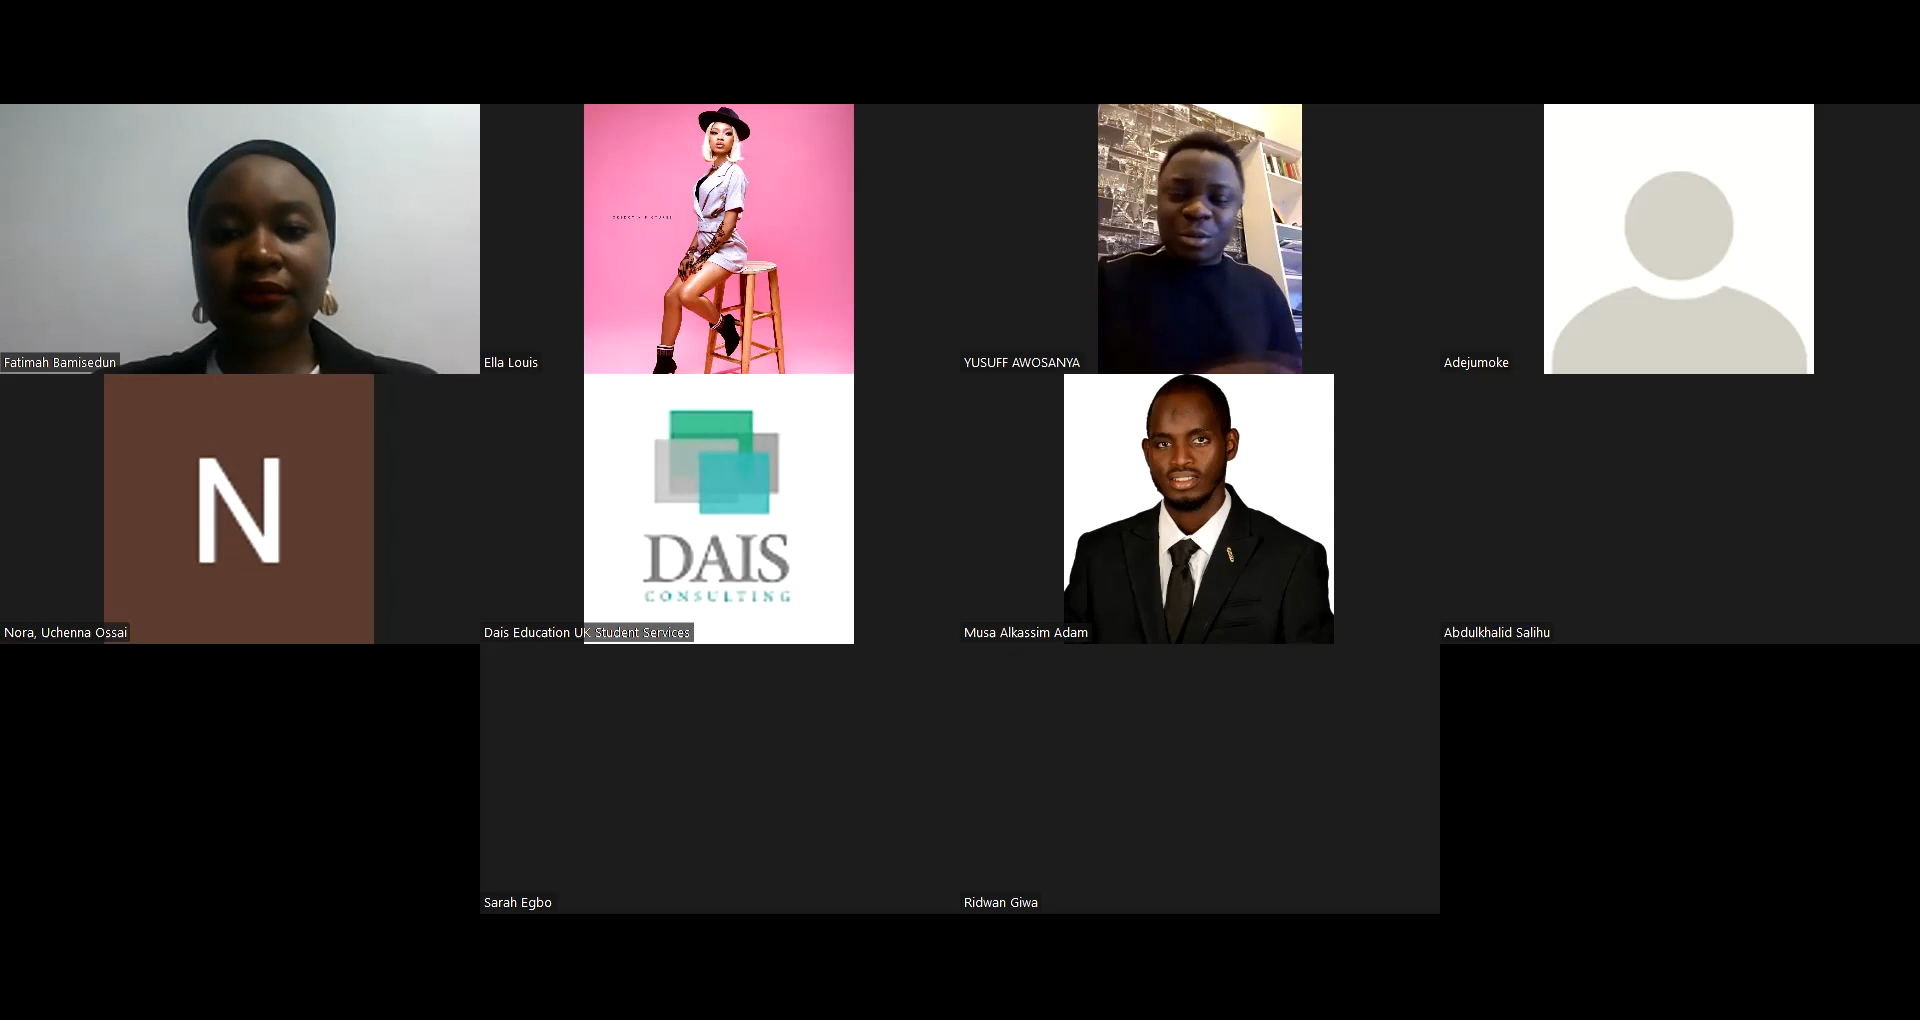 Fatimah Bamisedun
Ella Louis
YUSUFF AWOSANYA
Adejumoke
N
DAIS
CONSULTING
Nora, Uchenna Ossai
Dais Education UK Student Services
Musa Alkassim Adam
Abdulkhalid Salihu
Sarah Egbo
Ridwan Giwa